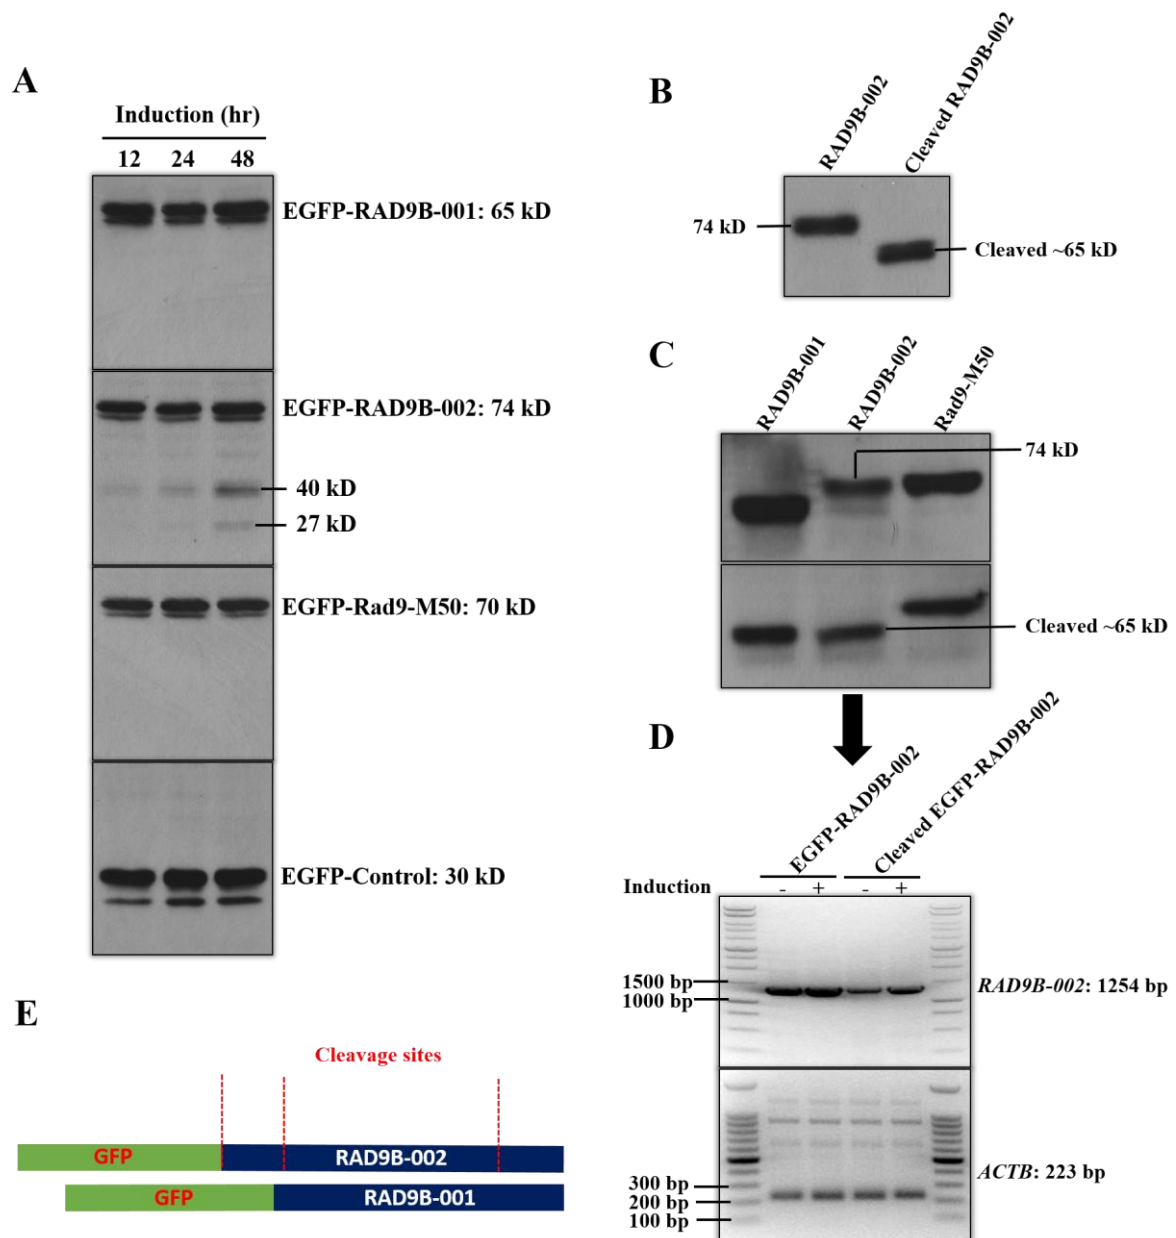 A
Induction (hr)
12 24 48
EGFP-RAD9B-001: 65 kD
EGFP-RAD9B-002: 74 kD
40 kD
27 kD
EGFP-Rad9-M50: 70 kD
EGFP-Control: 30 kD
B
RAD9B-002
Cleaved RAD9B-002
74 kD
Cleaved ~65 kD
C
RAD9B-001
RAD9B-002
Rad9-M50
74 kD
Cleaved ~65 kD
D
EGFP-RAD9B-002
Cleaved EGFP-RAD9B-002
Induction - + - +
1500 bp
1000 bp
RAD9B-002: 1254 bp
300 bp
200 bp
100 bp
ACTB: 223 bp
E
Cleavage sites
GFP RAD9B-002
GFP RAD9B-001